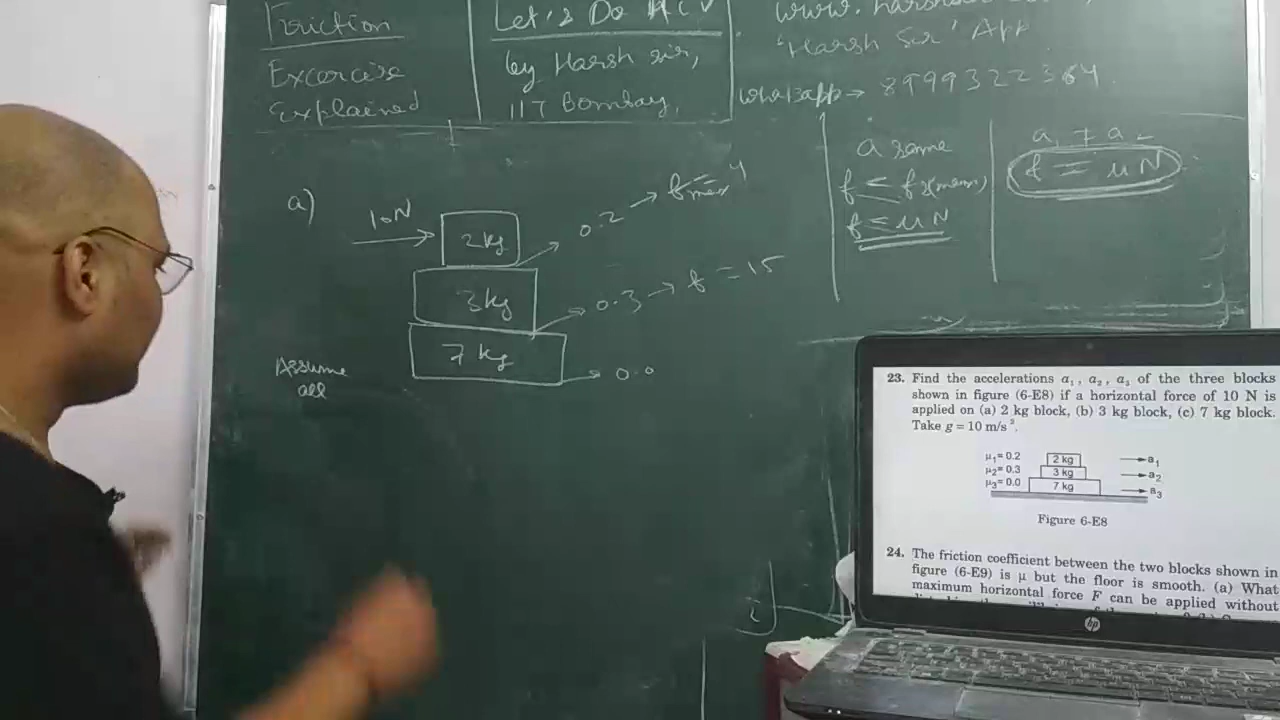 Friction
Excercise
Explained
Let's Do HCV
by Harsh sir,
IIT Bombay,
'Harsh Sir' App
whatsapp → 8999322364
a)
10N
2kg
3kg
7 kg
0.2 → fmax = 4
0.3 → f = 15
→ 0.0
Assume
all
a same
f ≤ fs(max)
f = μN
a₁ ≠ a₂
f = μN
23. Find the accelerations a₁, a₂, a₃ of the three blocks
shown in figure (6-E8) if a horizontal force of 10 N is
applied on (a) 2 kg block, (b) 3 kg block, (c) 7 kg block.
Take g = 10 m/s².
μ₁= 0.2 2 kg a₁
μ₂= 0.3 3 kg a₂
μ₃= 0.0 7 kg a₃
Figure 6-E8
24. The friction coefficient between the two blocks shown in
figure (6-E9) is μ but the floor is smooth. (a) What
maximum horizontal force F can be applied without
hp